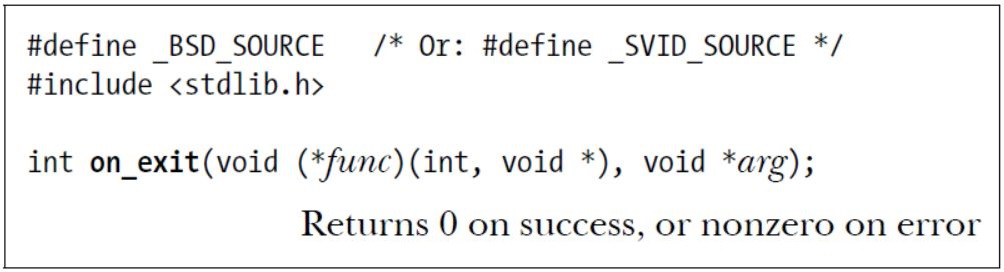 #define _BSD_SOURCE /* Or: #define _SVID_SOURCE */
#include <stdlib.h>
int on_exit(void (*func)(int, void *), void *arg);
Returns 0 on success, or nonzero on error